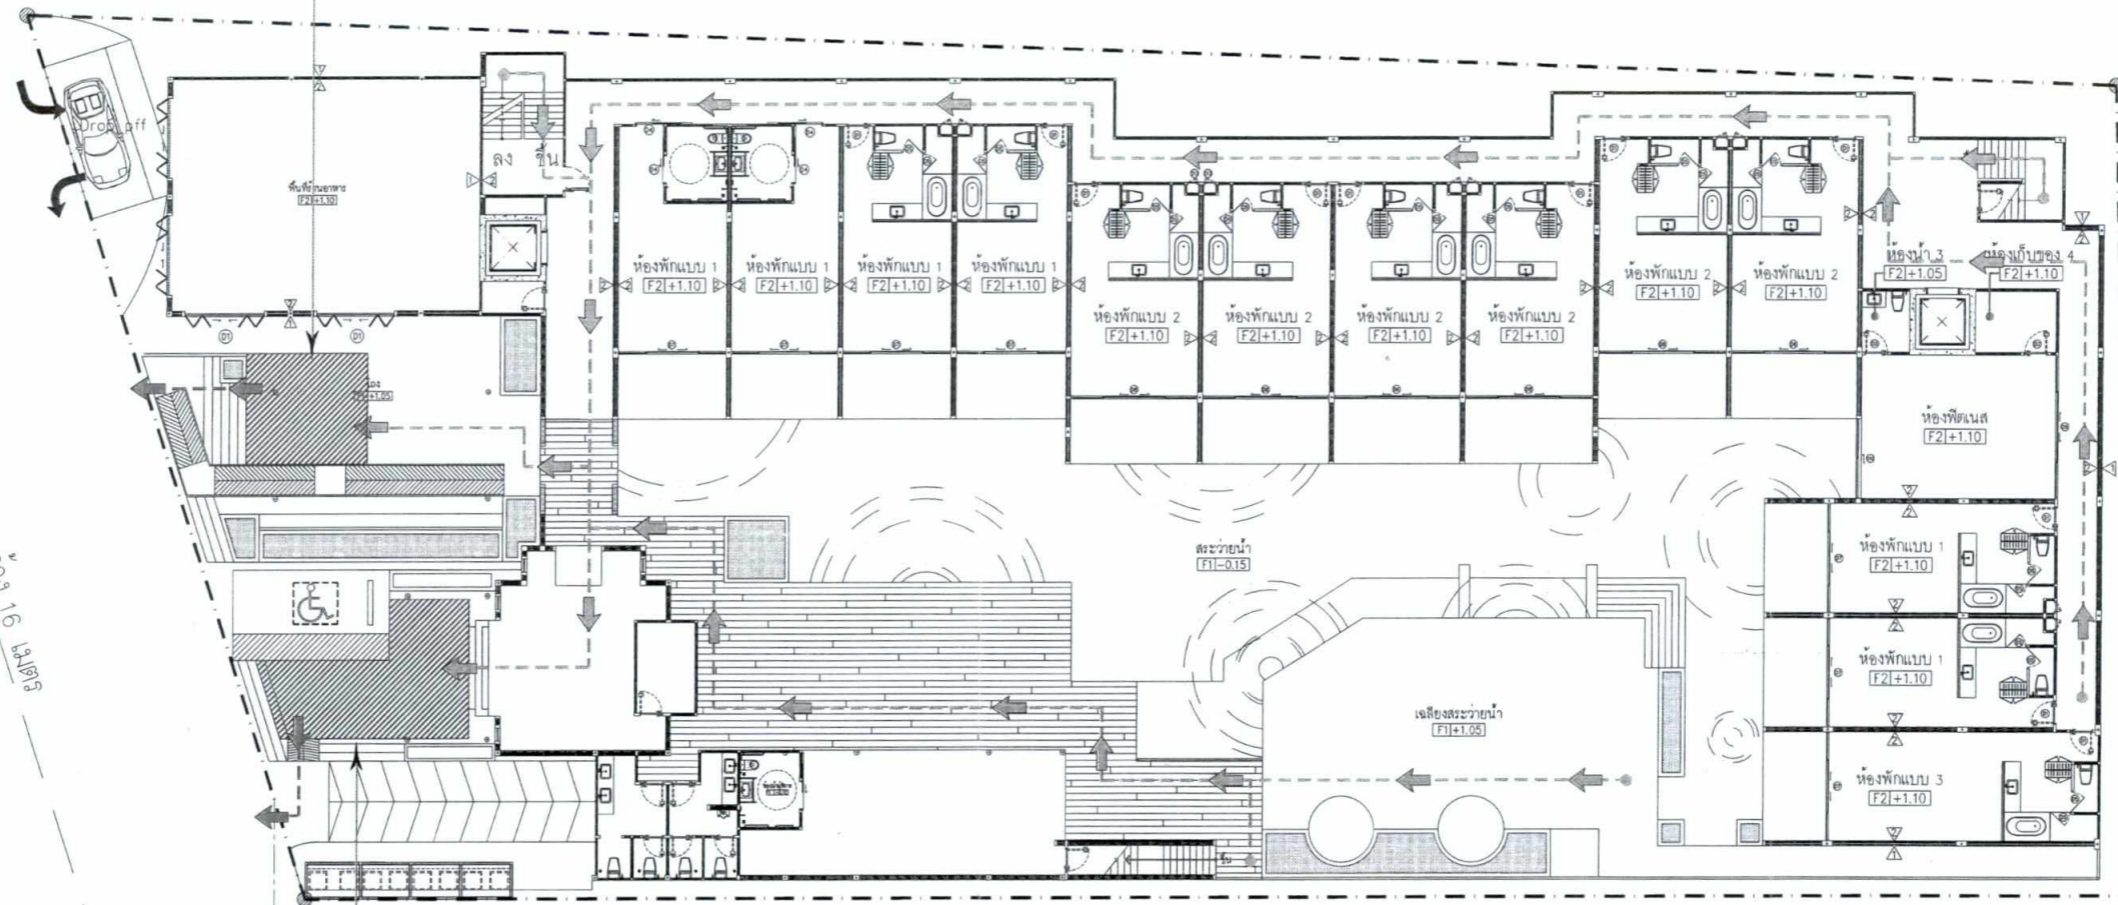 Drop off
ลง ขึ้น
F2|+1.10
ห้องพักแบบ 1
F2|+1.10
ห้องพักแบบ 1
F2|+1.10
ห้องพักแบบ 1
F2|+1.10
ห้องพักแบบ 1
F2|+1.10
ห้องพักแบบ 2
F2|+1.10
ห้องพักแบบ 2
F2|+1.10
ห้องพักแบบ 2
F2|+1.10
ห้องพักแบบ 2
F2|+1.10
ห้องพักแบบ 2
F2|+1.10
ห้องพักแบบ 2
F2|+1.10
ห้องน้ำ 3
F2|+1.05
ห้องเก็บของ 4
F2|+1.10
D1
D1
ห้องฟิตเนส
F2|+1.10
สระว่ายน้ำ
F1|-0.15
ห้องพักแบบ 1
F2|+1.10
ห้องพักแบบ 1
F2|+1.10
เฉลียงสระว่ายน้ำ
F1|+1.05
ห้องพักแบบ 3
F2|+1.10
ขึ้น
16 เมตร